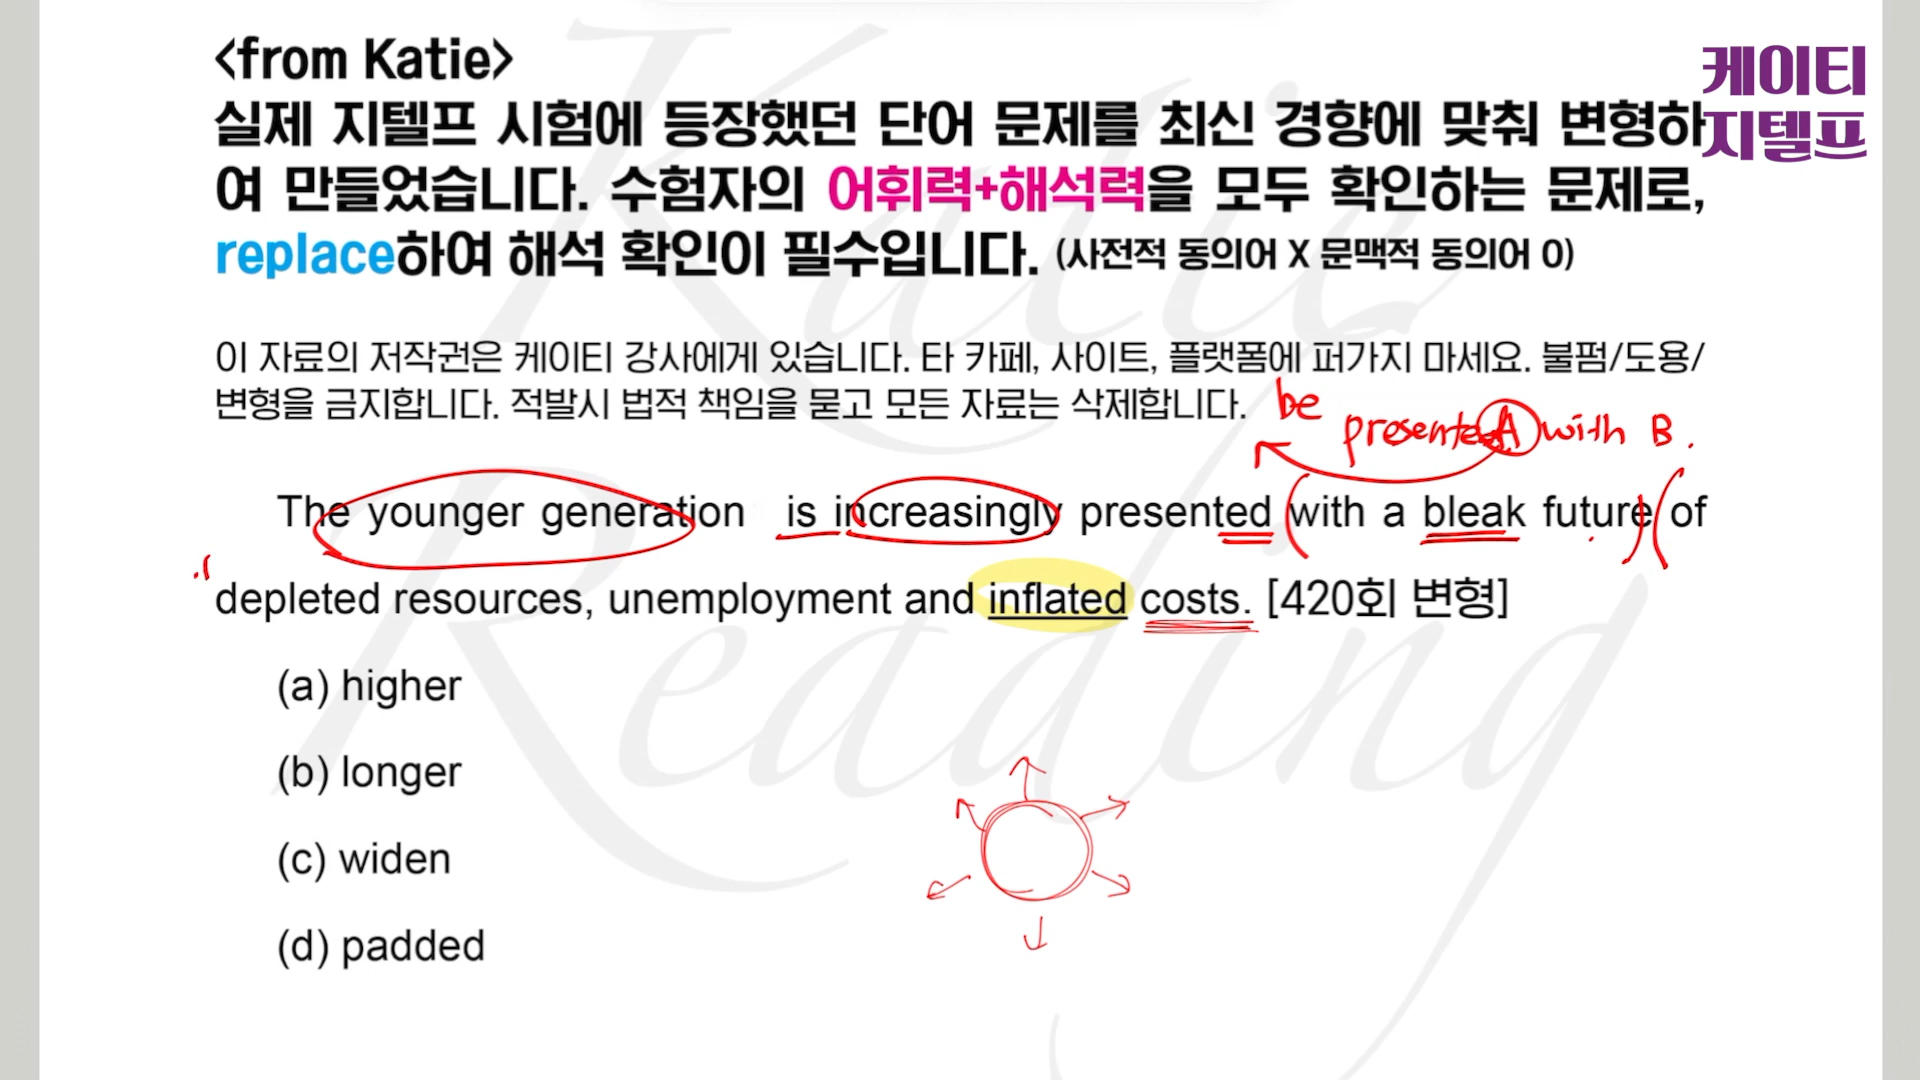 <from Katie>
케이티
지텔프
실제 지텔프 시험에 등장했던 단어 문제를 최신 경향에 맞춰 변형하
여 만들었습니다. 수험자의 어휘력+해석력을 모두 확인하는 문제로,
replace하여 해석 확인이 필수입니다. (사전적 동의어 X 문맥적 동의어 O)
이 자료의 저작권은 케이티 강사에게 있습니다. 타 카페, 사이트, 플랫폼에 퍼가지 마세요. 불펌/도용/
변형을 금지합니다. 적발시 법적 책임을 묻고 모든 자료는 삭제합니다.
be presented A with B.
The younger generation is increasingly presented with a bleak future of
depleted resources, unemployment and inflated costs. [420회 변형]
(a) higher
(b) longer
(c) widen
(d) padded
Katie
Reading